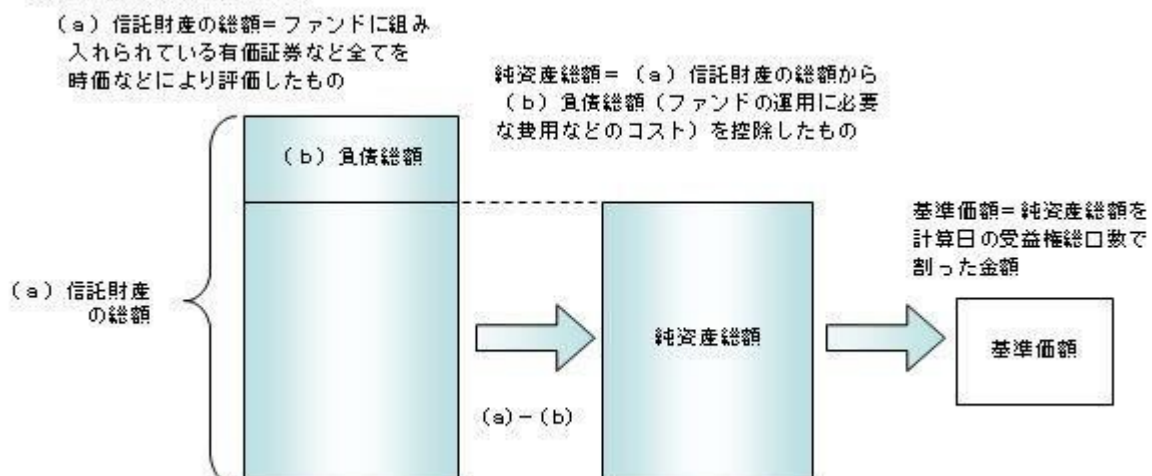 (a)信託財産の総額=ファンドに組み
入れられている有価証券など全てを
時価などにより評価したもの
純資産総額=(a)信託財産の総額から
(b)負債総額(ファンドの運用に必要
な費用などのコスト)を控除したもの
(b)負債総額
基準価額=純資産総額を
計算日の受益権総口数で
割った金額
(a)信託財産
の総額
純資産総額
基準価額
(a)-(b)